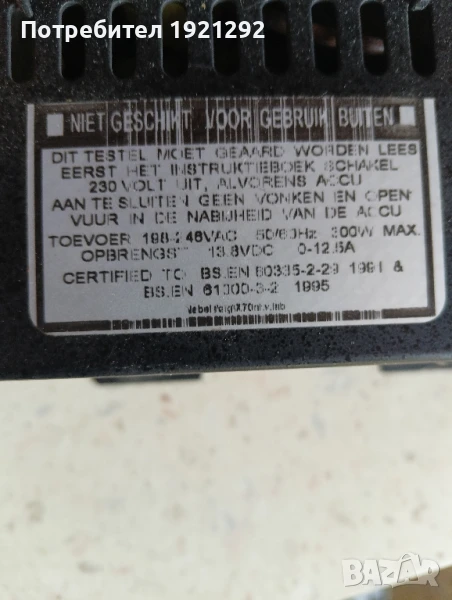 Потребител 1921292
NIET GESCHIKT VOOR GEBRUIK BUITEN
DIT TESTEL MOET GEAARD WORDEN LEES
EERST HET INSTRUKTIEBOEK SCHAKEL
230 VOLT UIT, ALVORENS ACCU
AAN TE SLUITEN GEEN VONKEN EN OPEN
VUUR IN DE NABIJHEID VAN DE ACCU
TOEVOER 198-246VAC 50/60Hz 300W MAX.
OPBRENGST 13.8VDC 0-12.5A
CERTIFIED TO BS.EN 60335-2-29 1991 &
BS.EN 61000-3-2 1995
BAZAR